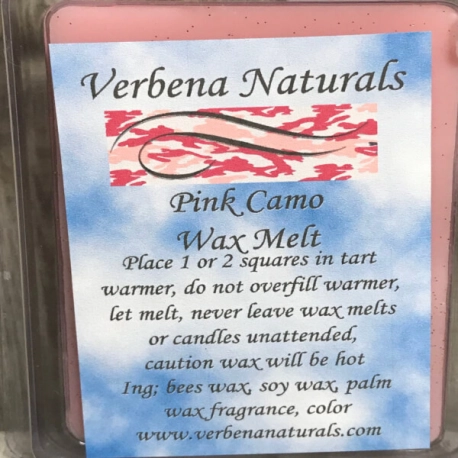 Verbena Naturals
Pink Camo
Wax Melt
Place 1 or 2 squares in tart
warmer, do not overfill warmer,
let melt, never leave wax melts
or candles unattended,
caution wax will be hot
Ing; bees wax, soy wax, palm
wax fragrance, color
www.verbenanaturals.com